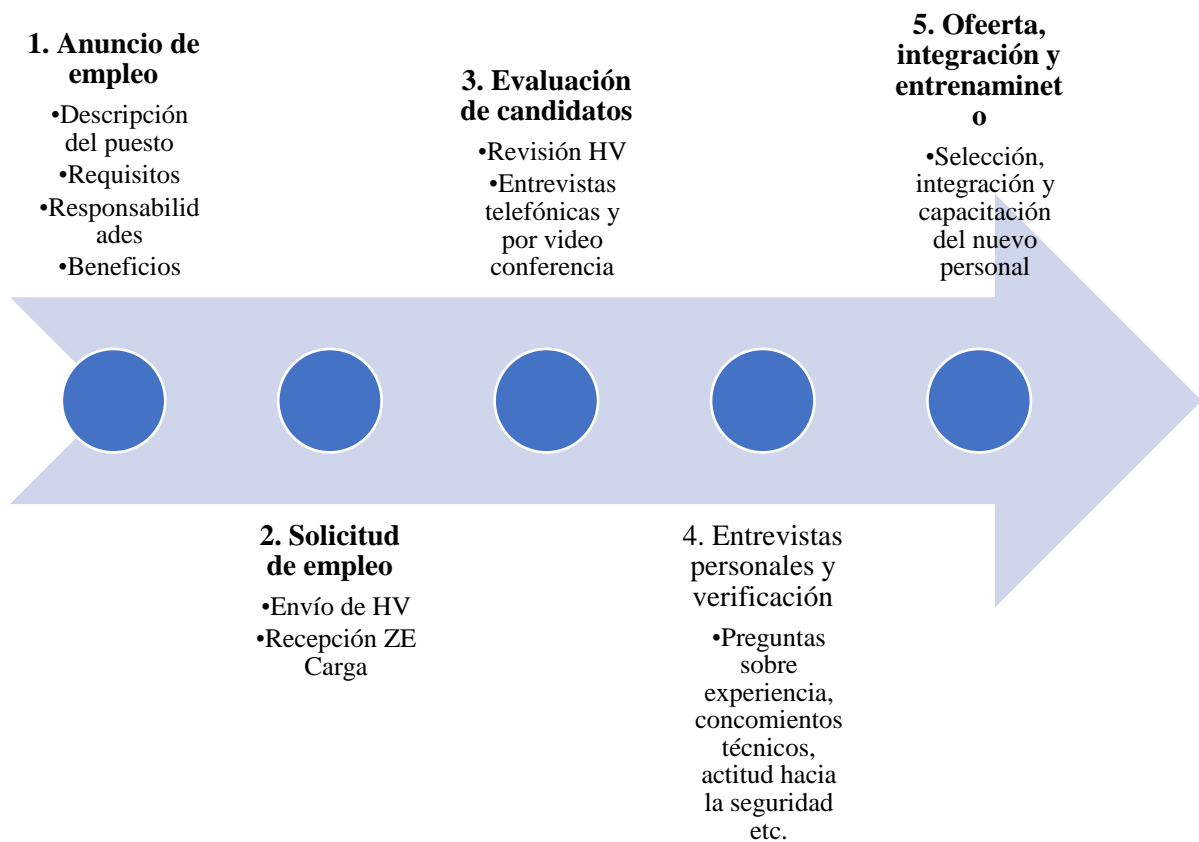 1. Anuncio de
empleo
•Descripción
del puesto
•Requisitos
•Responsabilid
ades
•Beneficios
2. Solicitud
de empleo
•Envío de HV
•Recepción ZE
Carga
3. Evaluación
de candidatos
•Revisión HV
•Entrevistas
telefónicas y
por video
conferencia
4. Entrevistas
personales y
verificación
•Preguntas
sobre
experiencia,
concomientos
técnicos,
actitud hacia
la seguridad
etc.
5. Ofeerta,
integración y
entrenaminet
o
•Selección,
integración y
capacitación
del nuevo
personal